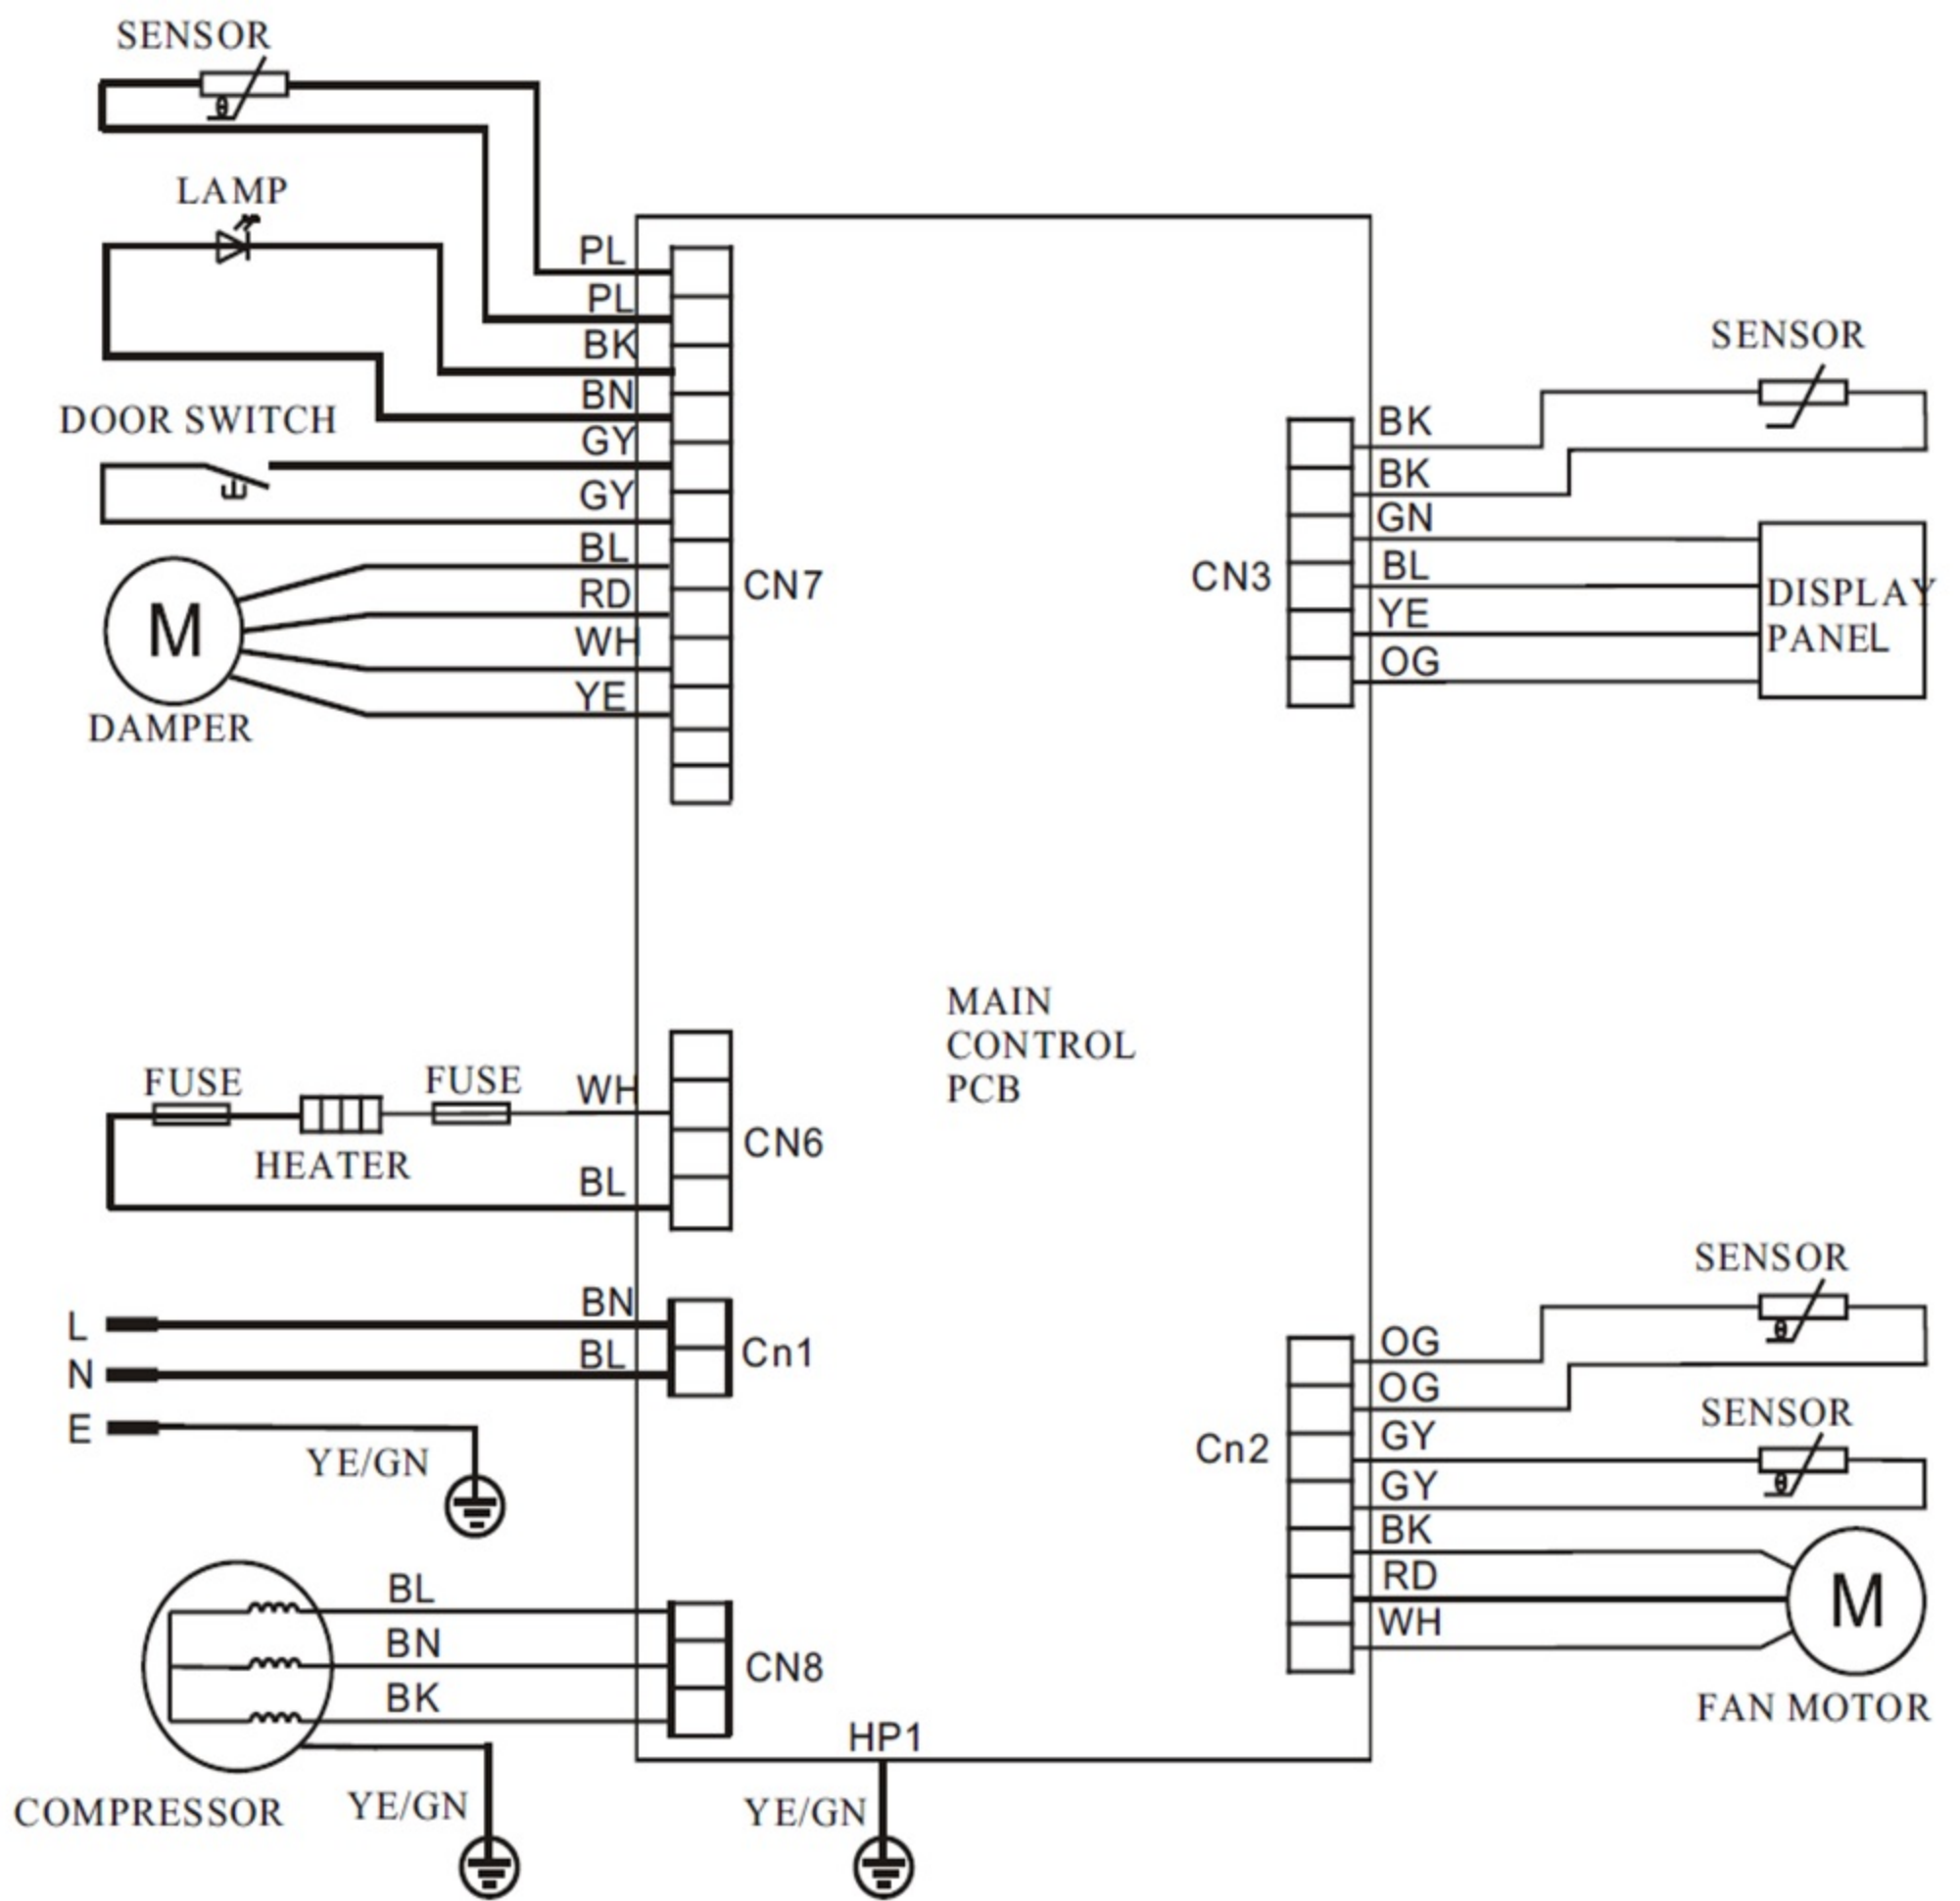 SENSOR
LAMP
PL
PL
BK
BN
DOOR SWITCH
GY
GY
BL
RD
WH
YE
M
DAMPER
CN7
SENSOR
BK
BK
GN
BL
YE
OG
CN3
DISPLAY
PANEL
MAIN
CONTROL
PCB
FUSE
FUSE
WH
HEATER
BL
CN6
L
BN
N
BL
Cn1
E
YE/GN
BL
BN
BK
CN8
COMPRESSOR
YE/GN
HP1
YE/GN
SENSOR
OG
OG
SENSOR
Cn2
GY
GY
BK
RD
WH
M
FAN MOTOR
θ
θ
θ